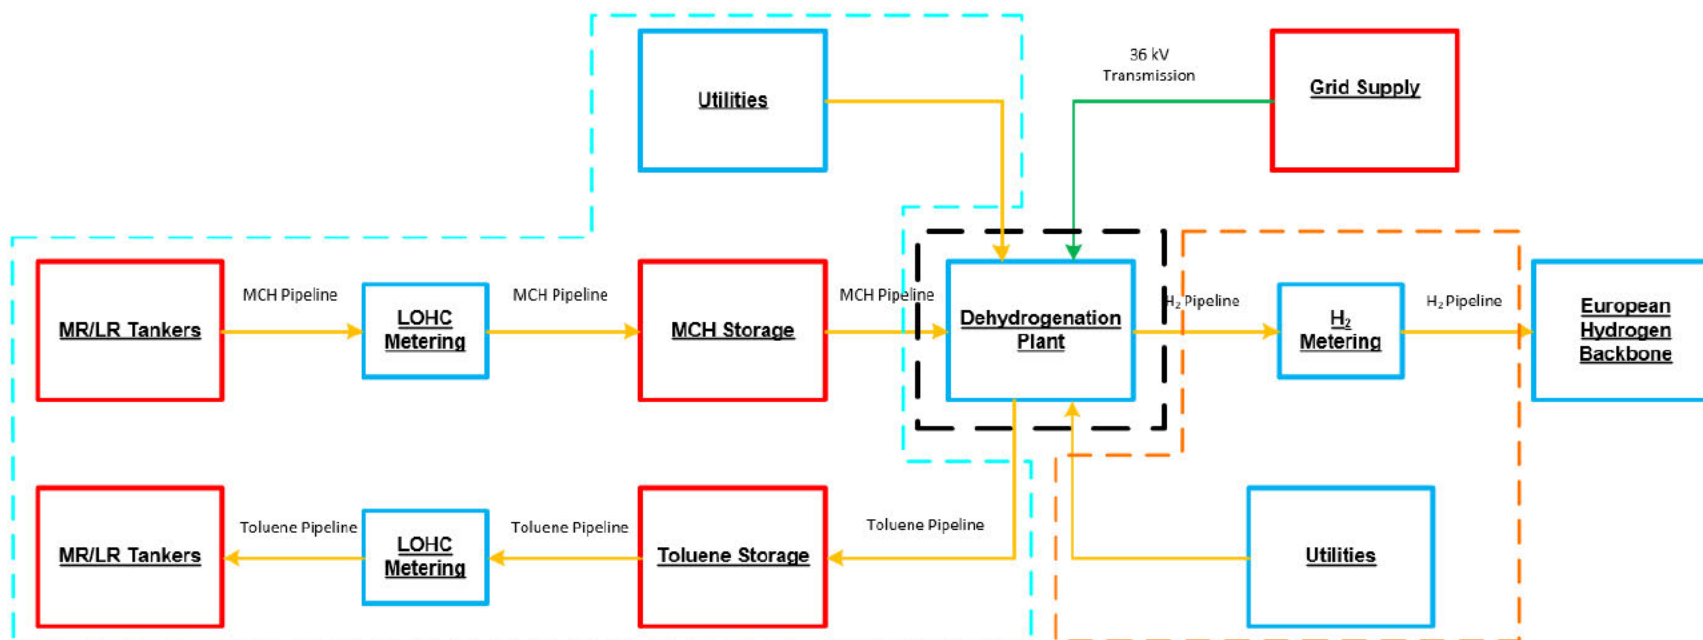 Utilities
36 kV
Transmission
Grid Supply
MR/LR Tankers
MCH Pipeline
LOHC
Metering
MCH Pipeline
MCH Storage
MCH Pipeline
Dehydrogenation
Plant
H₂ Pipeline
H₂
Metering
H₂ Pipeline
European
Hydrogen
Backbone
MR/LR Tankers
Toluene Pipeline
LOHC
Metering
Toluene Pipeline
Toluene Storage
Toluene Pipeline
Utilities